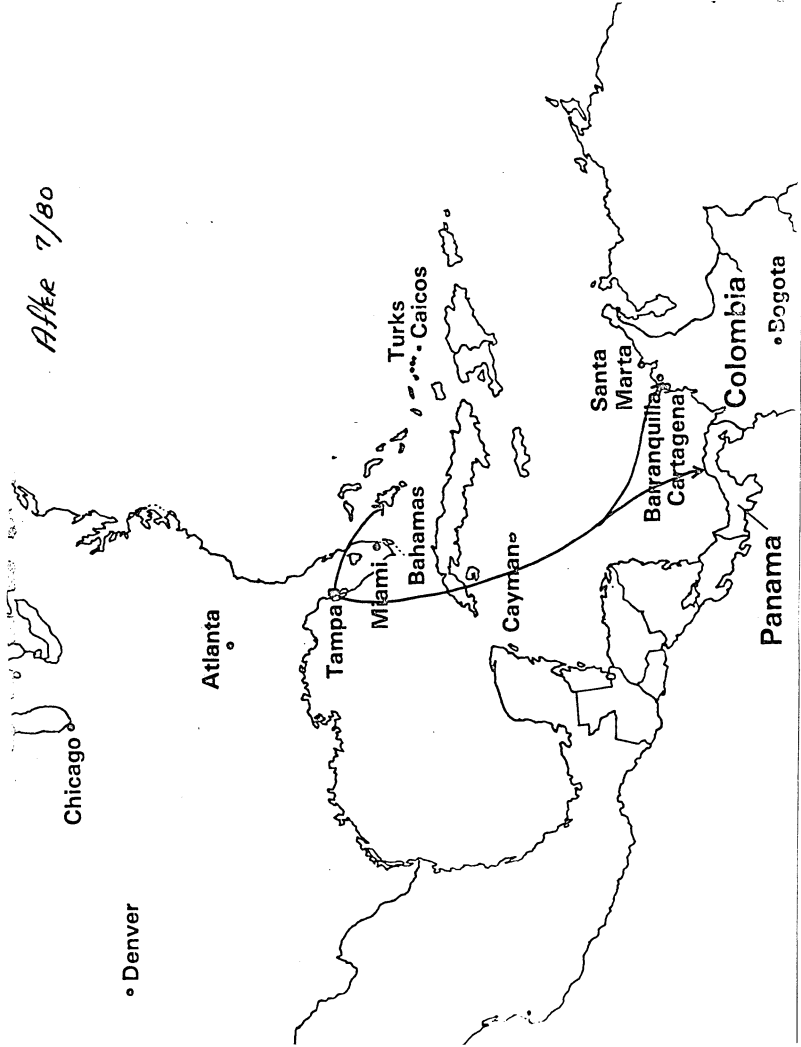 After 7/80
Chicago
Denver
Atlanta
Tampa
Miami
Bahamas
Turks
Caicos
Cayman
Santa
Marta
Barranquilla
Cartagena
Colombia
Bogota
Panama